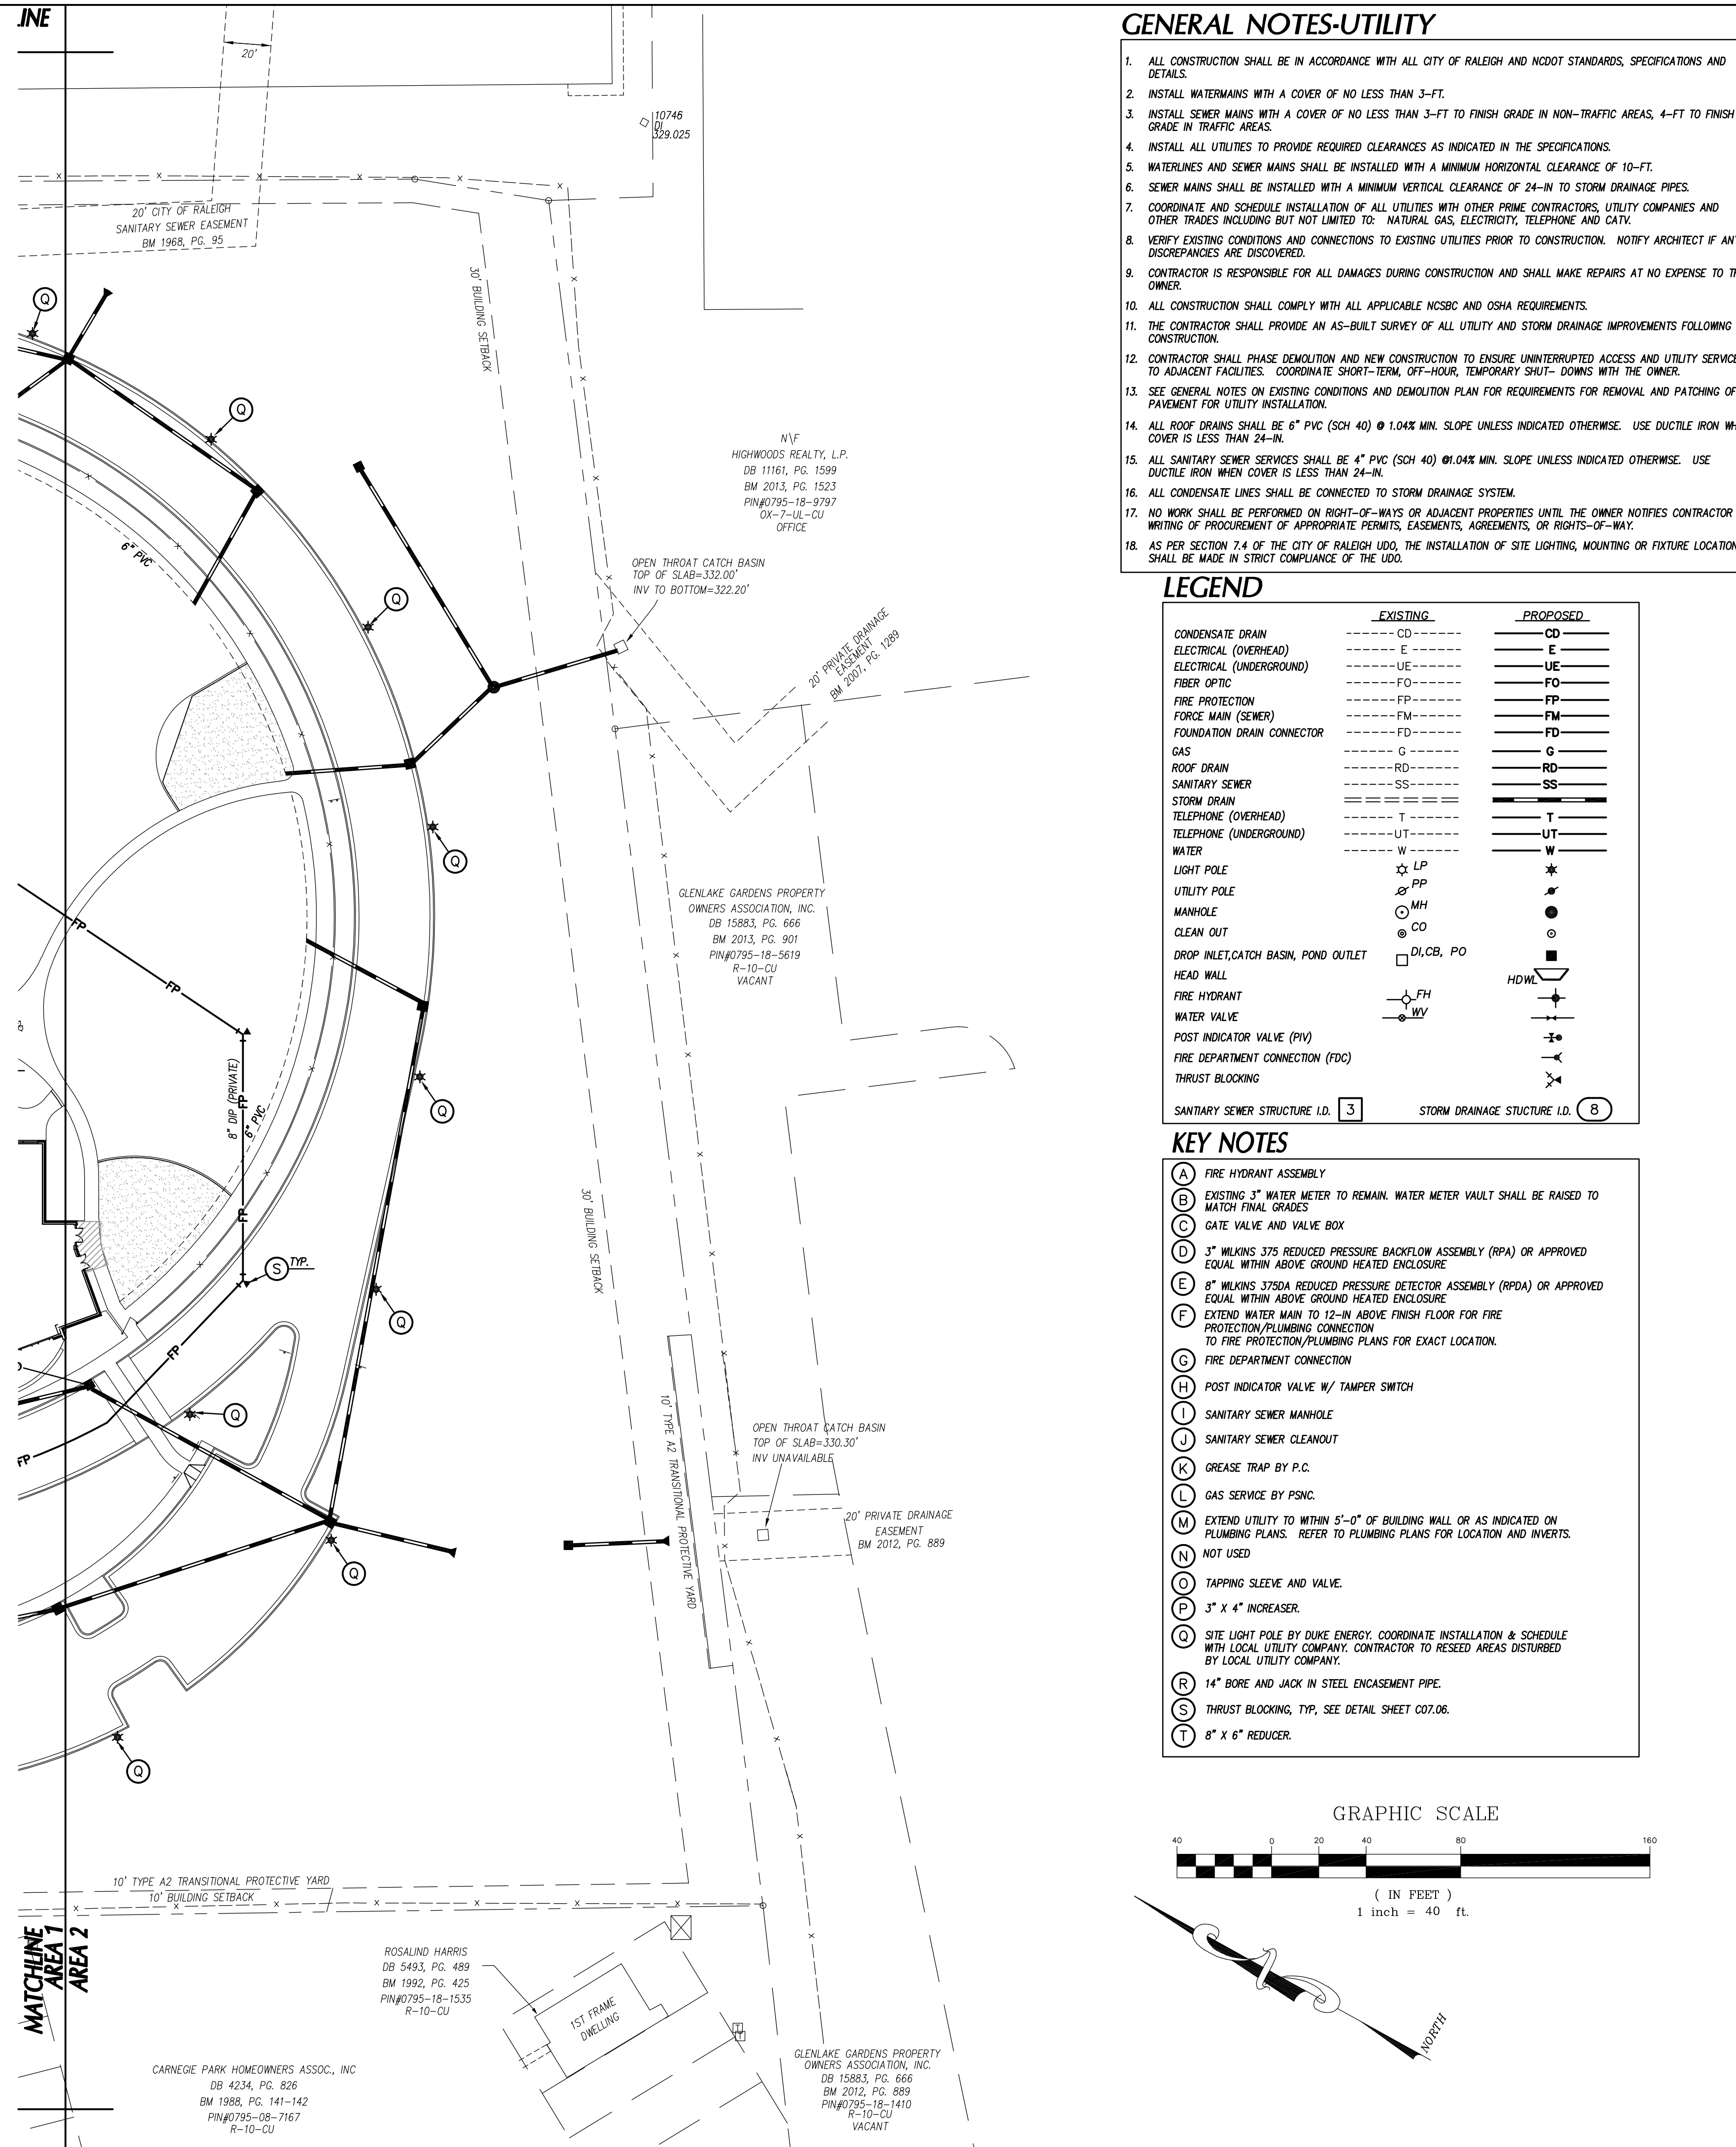 .INE
20'
10746
DI
329.025
20' CITY OF RALEIGH
SANITARY SEWER EASEMENT
BM 1968, PG. 95
30' BUILDING SETBACK
Q
Q
N\F
HIGHWOODS REALTY, L.P.
DB 11161, PG. 1599
BM 2013, PG. 1523
PIN#0795-18-9797
OX-7-UL-CU
OFFICE
6" PVC
OPEN THROAT CATCH BASIN
TOP OF SLAB=332.00'
INV TO BOTTOM=322.20'
Q
20' PRIVATE DRAINAGE
EASEMENT
BM 2007, PG. 1289
Q
GLENLAKE GARDENS PROPERTY
OWNERS ASSOCIATION, INC.
DB 15883, PG. 666
BM 2013, PG. 901
PIN#0795-18-5619
R-10-CU
VACANT
FP
FP
8" DIP (PRIVATE)
FP
6" PVC
Q
FP
30' BUILDING SETBACK
S TYP.
Q
FP
Q
FP
10' TYPE A2 TRANSITIONAL PROTECTIVE YARD
OPEN THROAT CATCH BASIN
TOP OF SLAB=330.30'
INV UNAVAILABLE
20' PRIVATE DRAINAGE
EASEMENT
BM 2012, PG. 889
Q
Q
10' TYPE A2 TRANSITIONAL PROTECTIVE YARD
10' BUILDING SETBACK
MATCHLINE
AREA 1
AREA 2
ROSALIND HARRIS
DB 5493, PG. 489
BM 1992, PG. 425
PIN#0795-18-1535
R-10-CU
1ST FRAME
DWELLING
T
T
CARNEGIE PARK HOMEOWNERS ASSOC., INC
DB 4234, PG. 826
BM 1988, PG. 141-142
PIN#0795-08-7167
R-10-CU
GLENLAKE GARDENS PROPERTY
OWNERS ASSOCIATION, INC.
DB 15883, PG. 666
BM 2012, PG. 889
PIN#0795-18-1410
R-10-CU
VACANT
GENERAL NOTES-UTILITY
1. ALL CONSTRUCTION SHALL BE IN ACCORDANCE WITH ALL CITY OF RALEIGH AND NCDOT STANDARDS, SPECIFICATIONS AND
DETAILS.
2. INSTALL WATERMAINS WITH A COVER OF NO LESS THAN 3-FT.
3. INSTALL SEWER MAINS WITH A COVER OF NO LESS THAN 3-FT TO FINISH GRADE IN NON-TRAFFIC AREAS, 4-FT TO FINISH
GRADE IN TRAFFIC AREAS.
4. INSTALL ALL UTILITIES TO PROVIDE REQUIRED CLEARANCES AS INDICATED IN THE SPECIFICATIONS.
5. WATERLINES AND SEWER MAINS SHALL BE INSTALLED WITH A MINIMUM HORIZONTAL CLEARANCE OF 10-FT.
6. SEWER MAINS SHALL BE INSTALLED WITH A MINIMUM VERTICAL CLEARANCE OF 24-IN TO STORM DRAINAGE PIPES.
7. COORDINATE AND SCHEDULE INSTALLATION OF ALL UTILITIES WITH OTHER PRIME CONTRACTORS, UTILITY COMPANIES AND
OTHER TRADES INCLUDING BUT NOT LIMITED TO: NATURAL GAS, ELECTRICITY, TELEPHONE AND CATV.
8. VERIFY EXISTING CONDITIONS AND CONNECTIONS TO EXISTING UTILITIES PRIOR TO CONSTRUCTION. NOTIFY ARCHITECT IF AN
DISCREPANCIES ARE DISCOVERED.
9. CONTRACTOR IS RESPONSIBLE FOR ALL DAMAGES DURING CONSTRUCTION AND SHALL MAKE REPAIRS AT NO EXPENSE TO T
OWNER.
10. ALL CONSTRUCTION SHALL COMPLY WITH ALL APPLICABLE NCSBC AND OSHA REQUIREMENTS.
11. THE CONTRACTOR SHALL PROVIDE AN AS-BUILT SURVEY OF ALL UTILITY AND STORM DRAINAGE IMPROVEMENTS FOLLOWING
CONSTRUCTION.
12. CONTRACTOR SHALL PHASE DEMOLITION AND NEW CONSTRUCTION TO ENSURE UNINTERRUPTED ACCESS AND UTILITY SERVICE
TO ADJACENT FACILITIES. COORDINATE SHORT-TERM, OFF-HOUR, TEMPORARY SHUT- DOWNS WITH THE OWNER.
13. SEE GENERAL NOTES ON EXISTING CONDITIONS AND DEMOLITION PLAN FOR REQUIREMENTS FOR REMOVAL AND PATCHING OF
PAVEMENT FOR UTILITY INSTALLATION.
14. ALL ROOF DRAINS SHALL BE 6" PVC (SCH 40) @ 1.04% MIN. SLOPE UNLESS INDICATED OTHERWISE. USE DUCTILE IRON WH
COVER IS LESS THAN 24-IN.
15. ALL SANITARY SEWER SERVICES SHALL BE 4" PVC (SCH 40) @1.04% MIN. SLOPE UNLESS INDICATED OTHERWISE. USE
DUCTILE IRON WHEN COVER IS LESS THAN 24-IN.
16. ALL CONDENSATE LINES SHALL BE CONNECTED TO STORM DRAINAGE SYSTEM.
17. NO WORK SHALL BE PERFORMED ON RIGHT-OF-WAYS OR ADJACENT PROPERTIES UNTIL THE OWNER NOTIFIES CONTRACTOR
WRITING OF PROCUREMENT OF APPROPRIATE PERMITS, EASEMENTS, AGREEMENTS, OR RIGHTS-OF-WAY.
18. AS PER SECTION 7.4 OF THE CITY OF RALEIGH UDO, THE INSTALLATION OF SITE LIGHTING, MOUNTING OR FIXTURE LOCATION
SHALL BE MADE IN STRICT COMPLIANCE OF THE UDO.
LEGEND
EXISTING PROPOSED
CONDENSATE DRAIN CD CD
ELECTRICAL (OVERHEAD) E E
ELECTRICAL (UNDERGROUND) UE UE
FIBER OPTIC FO FO
FIRE PROTECTION FP FP
FORCE MAIN (SEWER) FM FM
FOUNDATION DRAIN CONNECTOR FD FD
GAS G G
ROOF DRAIN RD RD
SANITARY SEWER SS SS
STORM DRAIN
TELEPHONE (OVERHEAD) T T
TELEPHONE (UNDERGROUND) UT UT
WATER W W
LIGHT POLE LP
UTILITY POLE PP
MANHOLE MH
CLEAN OUT CO
DROP INLET,CATCH BASIN, POND OUTLET DI,CB, PO
HEAD WALL HDWL
FIRE HYDRANT FH
WATER VALVE WV
POST INDICATOR VALVE (PIV)
FIRE DEPARTMENT CONNECTION (FDC)
THRUST BLOCKING
SANTIARY SEWER STRUCTURE I.D. 3 STORM DRAINAGE STUCTURE I.D. 8
KEY NOTES
A FIRE HYDRANT ASSEMBLY
B EXISTING 3" WATER METER TO REMAIN. WATER METER VAULT SHALL BE RAISED TO
MATCH FINAL GRADES
C GATE VALVE AND VALVE BOX
D 3" WILKINS 375 REDUCED PRESSURE BACKFLOW ASSEMBLY (RPA) OR APPROVED
EQUAL WITHIN ABOVE GROUND HEATED ENCLOSURE
E 8" WILKINS 375DA REDUCED PRESSURE DETECTOR ASSEMBLY (RPDA) OR APPROVED
EQUAL WITHIN ABOVE GROUND HEATED ENCLOSURE
F EXTEND WATER MAIN TO 12-IN ABOVE FINISH FLOOR FOR FIRE
PROTECTION/PLUMBING CONNECTION
TO FIRE PROTECTION/PLUMBING PLANS FOR EXACT LOCATION.
G FIRE DEPARTMENT CONNECTION
H POST INDICATOR VALVE W/ TAMPER SWITCH
I SANITARY SEWER MANHOLE
J SANITARY SEWER CLEANOUT
K GREASE TRAP BY P.C.
L GAS SERVICE BY PSNC.
M EXTEND UTILITY TO WITHIN 5'-0" OF BUILDING WALL OR AS INDICATED ON
PLUMBING PLANS. REFER TO PLUMBING PLANS FOR LOCATION AND INVERTS.
N NOT USED
O TAPPING SLEEVE AND VALVE.
P 3" X 4" INCREASER.
Q SITE LIGHT POLE BY DUKE ENERGY. COORDINATE INSTALLATION & SCHEDULE
WITH LOCAL UTILITY COMPANY. CONTRACTOR TO RESEED AREAS DISTURBED
BY LOCAL UTILITY COMPANY.
R 14" BORE AND JACK IN STEEL ENCASEMENT PIPE.
S THRUST BLOCKING, TYP, SEE DETAIL SHEET C07.06.
T 8" X 6" REDUCER.
GRAPHIC SCALE
40 0 20 40 80 160
( IN FEET )
1 inch = 40 ft.
NORTH